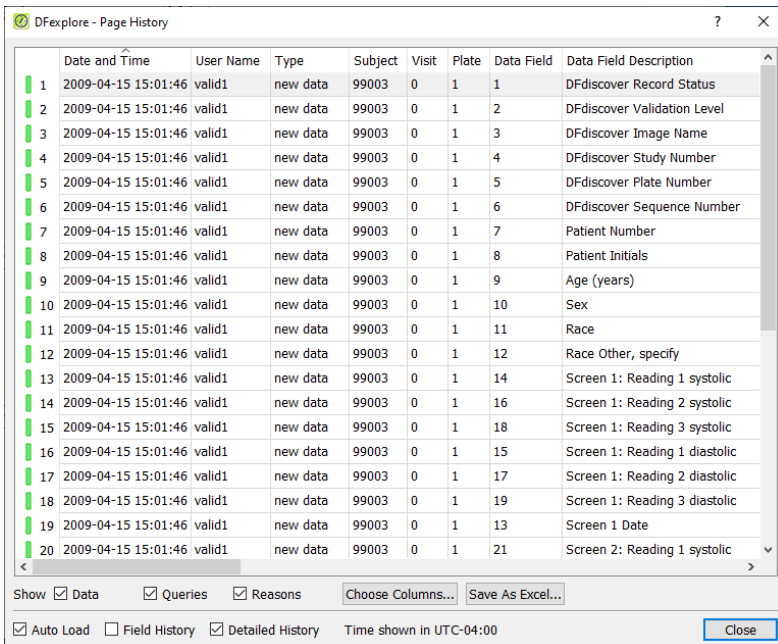 DFexplore - Page History ? ×
Date and Time User Name Type Subject Visit Plate Data Field Data Field Description
1 2009-04-15 15:01:46 valid1 new data 99003 0 1 1 DFdiscover Record Status
2 2009-04-15 15:01:46 valid1 new data 99003 0 1 2 DFdiscover Validation Level
3 2009-04-15 15:01:46 valid1 new data 99003 0 1 3 DFdiscover Image Name
4 2009-04-15 15:01:46 valid1 new data 99003 0 1 4 DFdiscover Study Number
5 2009-04-15 15:01:46 valid1 new data 99003 0 1 5 DFdiscover Plate Number
6 2009-04-15 15:01:46 valid1 new data 99003 0 1 6 DFdiscover Sequence Number
7 2009-04-15 15:01:46 valid1 new data 99003 0 1 7 Patient Number
8 2009-04-15 15:01:46 valid1 new data 99003 0 1 8 Patient Initials
9 2009-04-15 15:01:46 valid1 new data 99003 0 1 9 Age (years)
10 2009-04-15 15:01:46 valid1 new data 99003 0 1 10 Sex
11 2009-04-15 15:01:46 valid1 new data 99003 0 1 11 Race
12 2009-04-15 15:01:46 valid1 new data 99003 0 1 12 Race Other, specify
13 2009-04-15 15:01:46 valid1 new data 99003 0 1 14 Screen 1: Reading 1 systolic
14 2009-04-15 15:01:46 valid1 new data 99003 0 1 16 Screen 1: Reading 2 systolic
15 2009-04-15 15:01:46 valid1 new data 99003 0 1 18 Screen 1: Reading 3 systolic
16 2009-04-15 15:01:46 valid1 new data 99003 0 1 15 Screen 1: Reading 1 diastolic
17 2009-04-15 15:01:46 valid1 new data 99003 0 1 17 Screen 1: Reading 2 diastolic
18 2009-04-15 15:01:46 valid1 new data 99003 0 1 19 Screen 1: Reading 3 diastolic
19 2009-04-15 15:01:46 valid1 new data 99003 0 1 13 Screen 1 Date
20 2009-04-15 15:01:46 valid1 new data 99003 0 1 21 Screen 2: Reading 1 systolic
Show Data Queries Reasons Choose Columns... Save As Excel...
Auto Load Field History Detailed History Time shown in UTC-04:00 Close